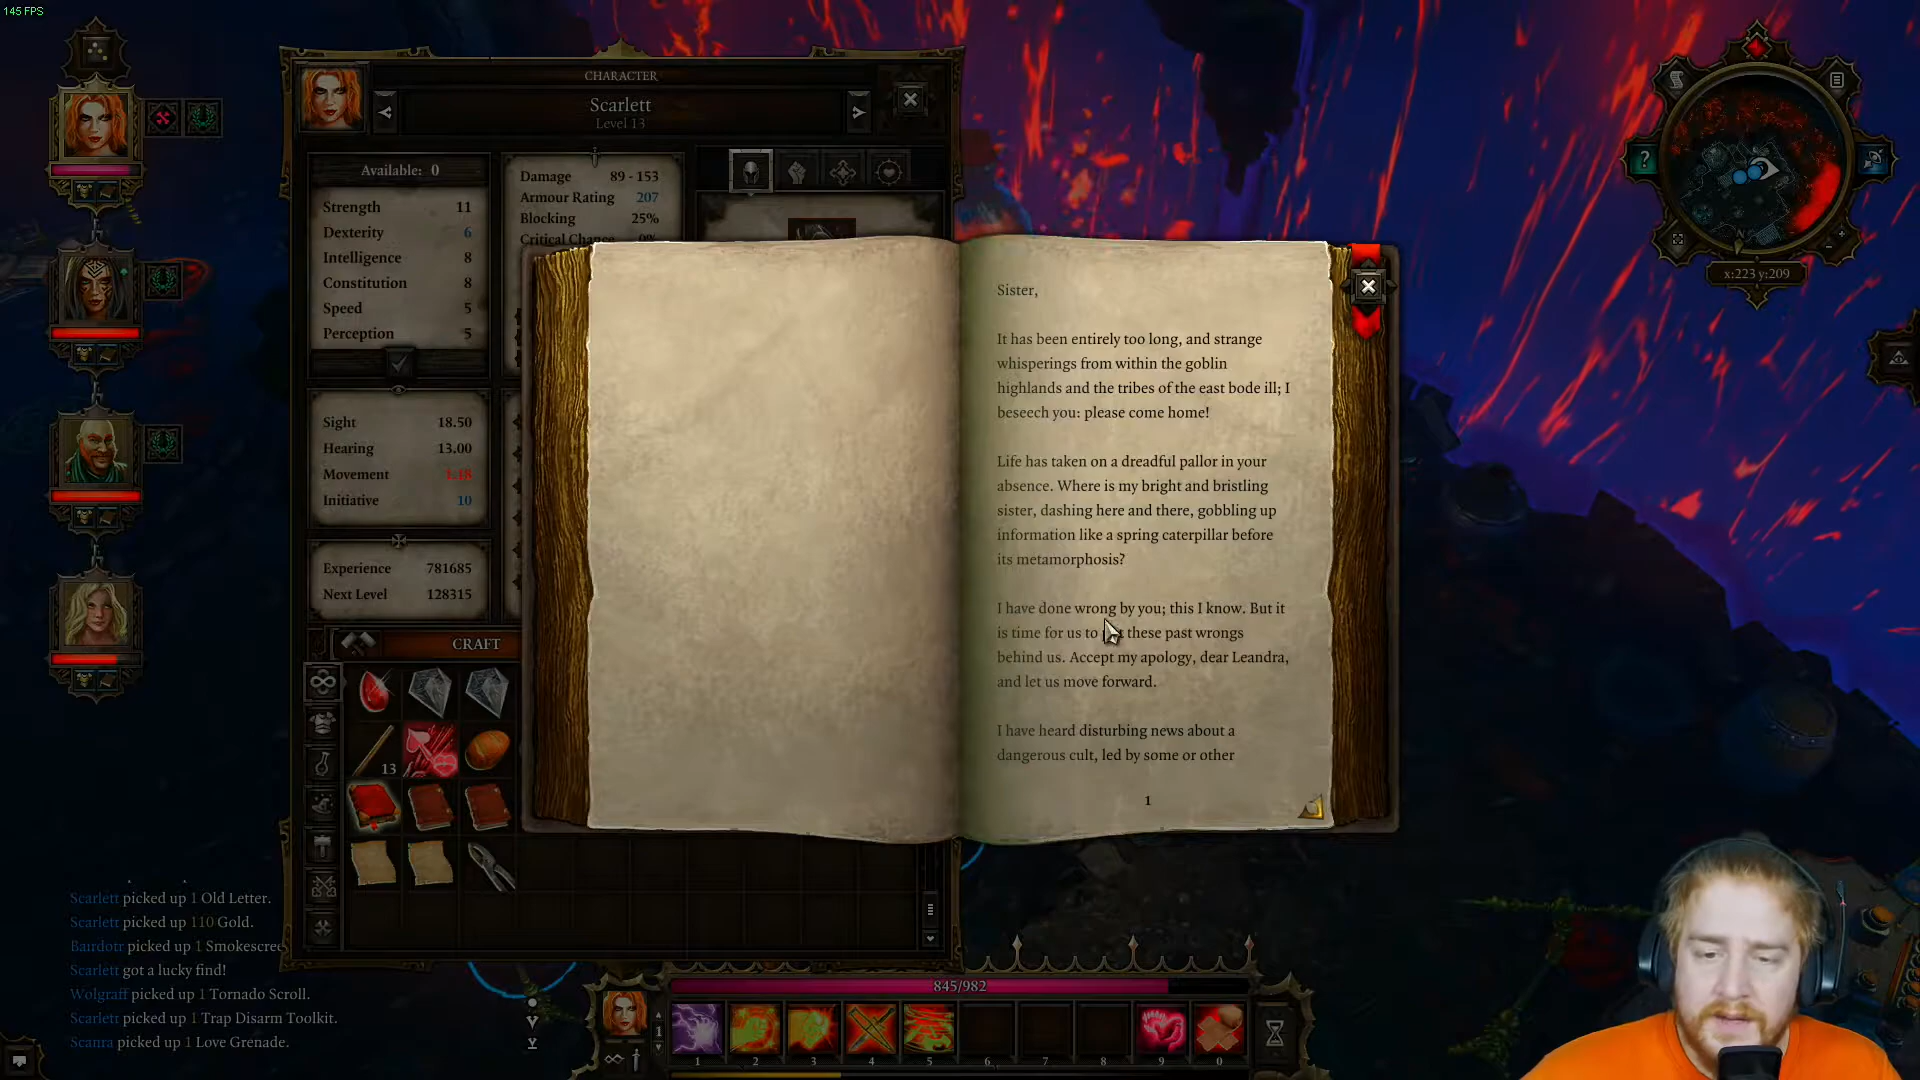 145 FPS
CHARACTER
Scarlett
Level 13
Available: 0
Strength 11
Dexterity 6
Intelligence 8
Constitution 8
Speed 5
Perception 5
Damage 89 - 153
Armour Rating 207
Blocking 25%
Critical Chance 0%
Sight 18.50
Hearing 13.00
Movement 1.18
Initiative 10
Experience 781685
Next Level 128315
CRAFT
13
Sister,
It has been entirely too long, and strange
whisperings from within the goblin
highlands and the tribes of the east bode ill; I
beseech you: please come home!
Life has taken on a dreadful pallor in your
absence. Where is my bright and bristling
sister, dashing here and there, gobbling up
information like a spring caterpillar before
its metamorphosis?
I have done wrong by you; this I know. But it
is time for us to these past wrongs
behind us. Accept my apology, dear Leandra,
and let us move forward.
I have heard disturbing news about a
dangerous cult, led by some or other
1
x:223 y:209
N
?
Scarlett picked up 1 Old Letter.
Scarlett picked up 110 Gold.
Bairdotr picked up 1 Smokescree
Scarlett got a lucky find!
Wolgraff picked up 1 Tornado Scroll.
Scarlett picked up 1 Trap Disarm Toolkit.
Scanra picked up 1 Love Grenade.
845/982
1
1 2 3 4 5 6 7 8 9 0